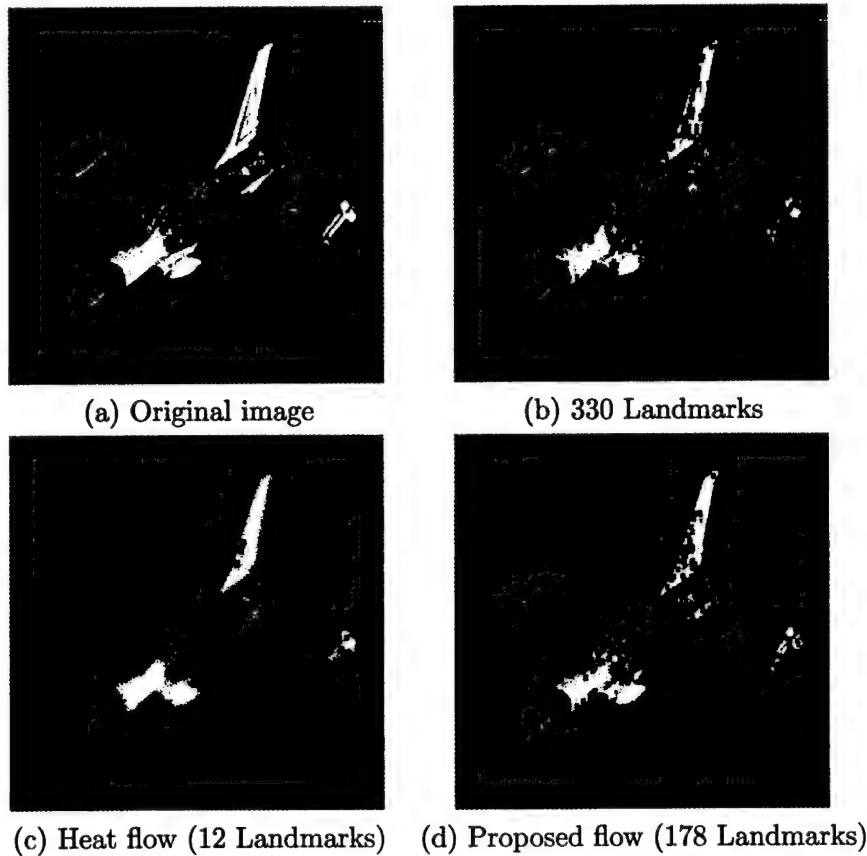 (a) Original image
(b) 330 Landmarks
(c) Heat flow (12 Landmarks)
(d) Proposed flow (178 Landmarks)